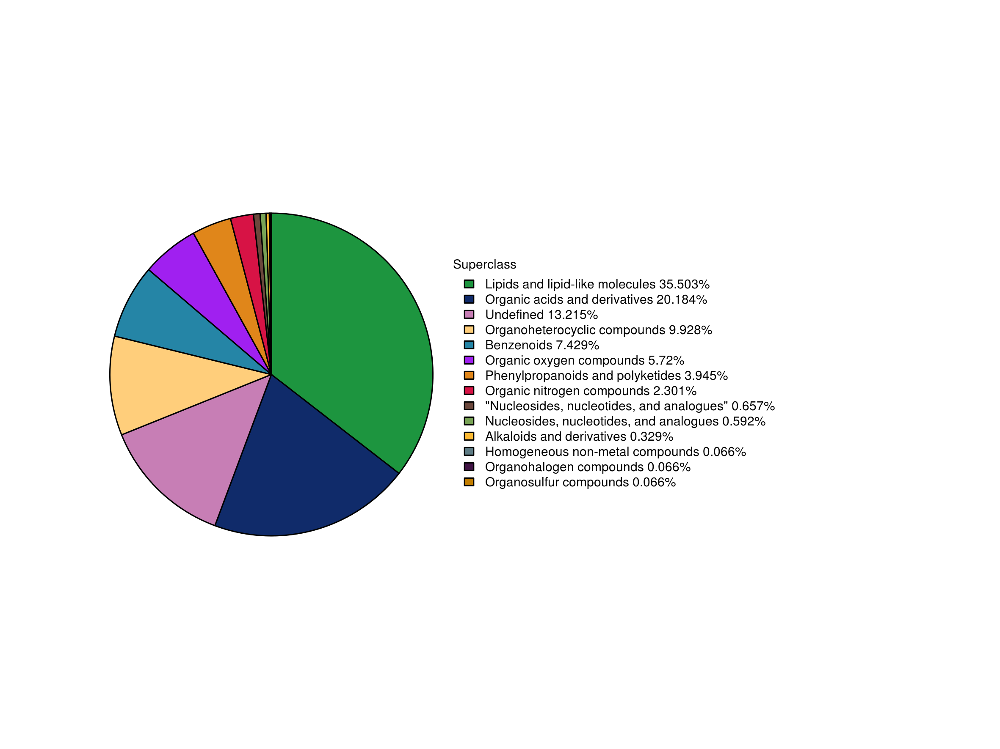 Superclass
Lipids and lipid-like molecules 35.503%
Organic acids and derivatives 20.184%
Undefined 13.215%
Organoheterocyclic compounds 9.928%
Benzenoids 7.429%
Organic oxygen compounds 5.72%
Phenylpropanoids and polyketides 3.945%
Organic nitrogen compounds 2.301%
"Nucleosides, nucleotides, and analogues" 0.657%
Nucleosides, nucleotides, and analogues 0.592%
Alkaloids and derivatives 0.329%
Homogeneous non-metal compounds 0.066%
Organohalogen compounds 0.066%
Organosulfur compounds 0.066%